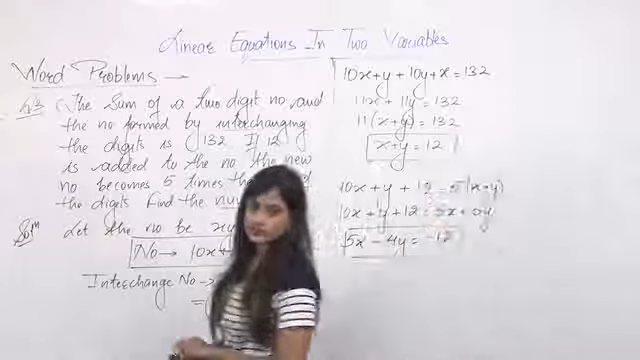 Linear Equations In Two Variables
Word Problems →
The Sum of a two digit no. and
the no formed by interchanging
the digits is 132 If 12
is added to the no the new
no becomes 5 times the
the digits Find the
Soln Let the no be xy
No → 10x+
Interchange No →
=(
10x+y + 10y+x = 132
11x + 11y = 132
11(x+y) = 132
x+y = 12
10x + y + 12 = 5(x+y)
10x + y + 12 = 5x + 5y
5x - 4y = -12